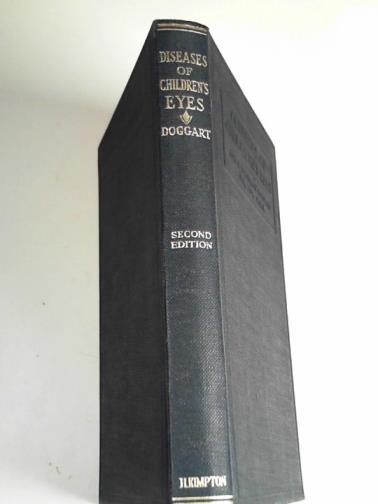 DISEASES
OF
CHILDREN'S
EYES
DOGGART
SECOND
EDITION
H.KIMPTON